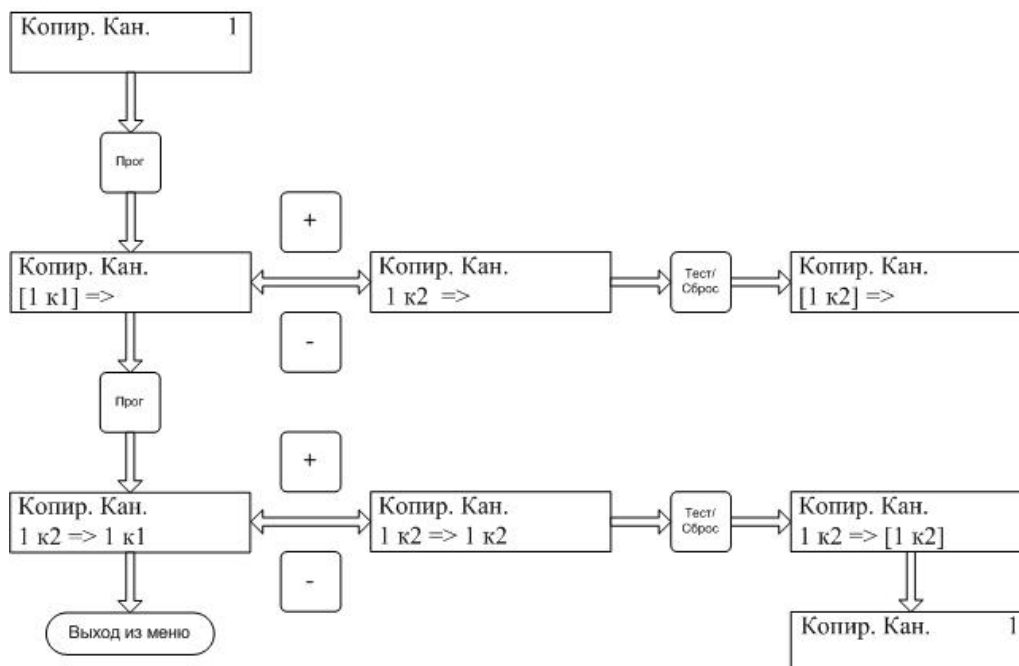 Копир. Кан. 1
Прог
+
Копир. Кан.
[1 к1] =>
Копир. Кан.
1 к2 =>
Тест/
Сброс
Копир. Кан.
[1 к2] =>
-
Прог
+
Копир. Кан.
1 к2 => 1 к1
Копир. Кан.
1 к2 => 1 к2
Тест/
Сброс
Копир. Кан.
1 к2 => [1 к2]
-
Выход из меню
Копир. Кан. 1